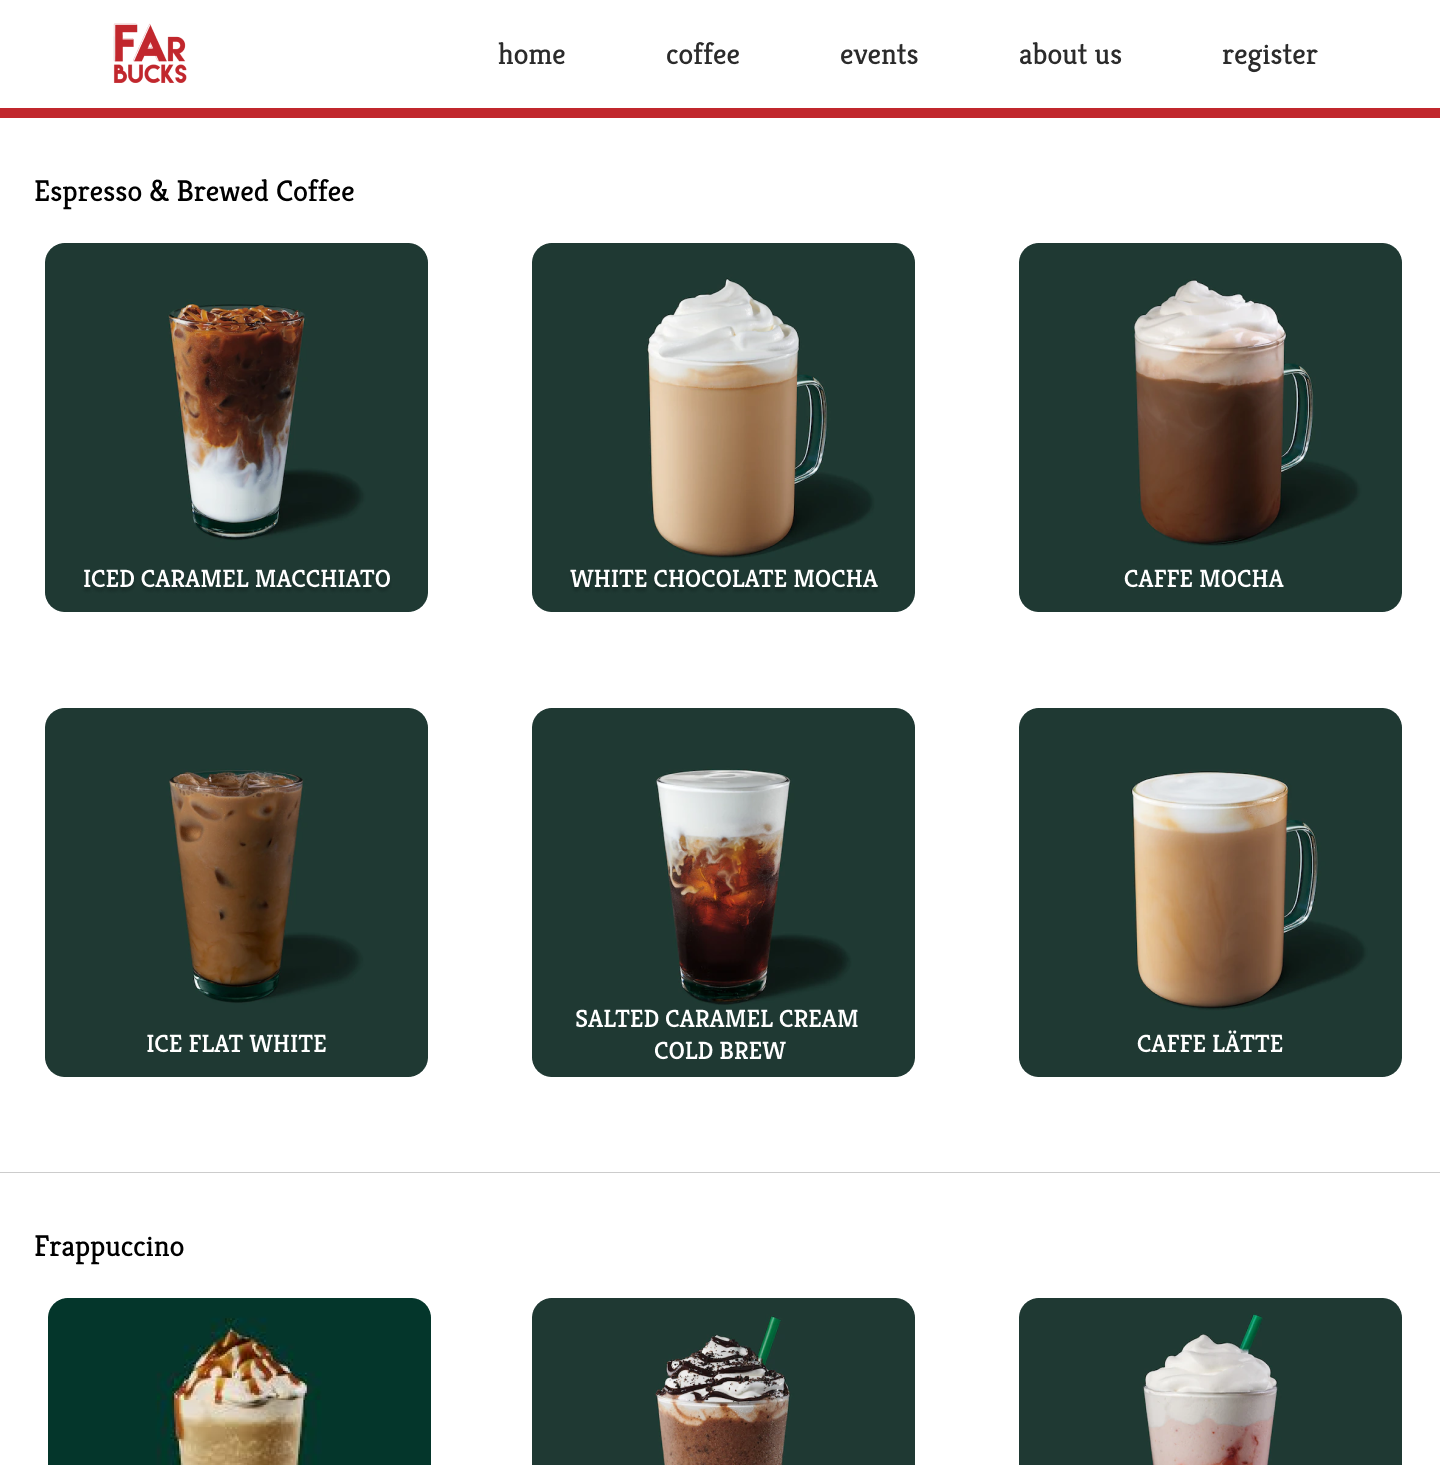 FAR
BUCKS
home coffee events about us register
Espresso & Brewed Coffee
ICED CARAMEL MACCHIATO
WHITE CHOCOLATE MOCHA
CAFFE MOCHA
ICE FLAT WHITE
SALTED CARAMEL CREAM
COLD BREW
CAFFE LÄTTE
Frappuccino